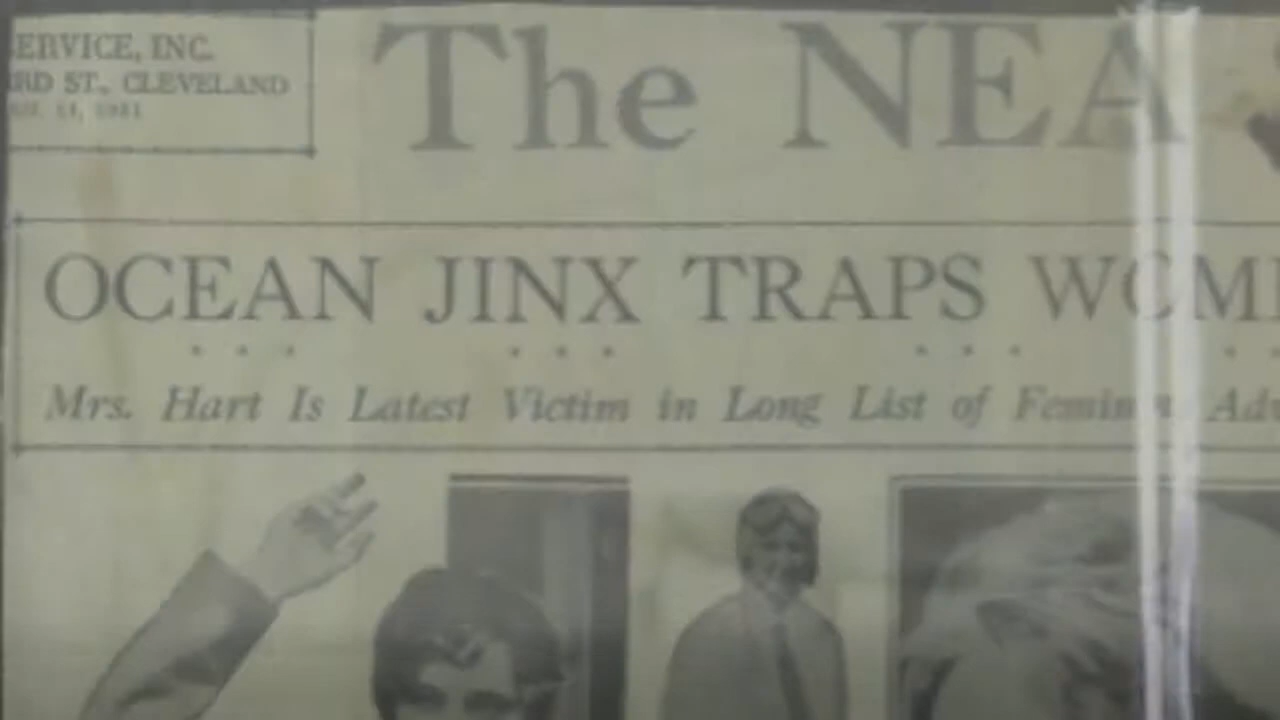 ERVICE, INC.
RD ST., CLEVELAND
The NEA
OCEAN JINX TRAPS
Mrs. Hart Is Latest Victim in Long List of